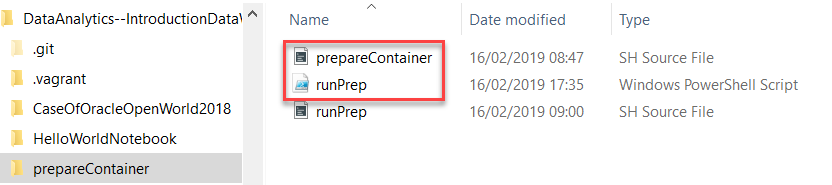 DataAnalytics--IntroductionDataV
.git
.vagrant
CaseOfOracleOpenWorld2018
HelloWorldNotebook
prepareContainer
Name Date modified Type
prepareContainer 16/02/2019 08:47 SH Source File
runPrep 16/02/2019 17:35 Windows PowerShell Script
runPrep 16/02/2019 09:00 SH Source File